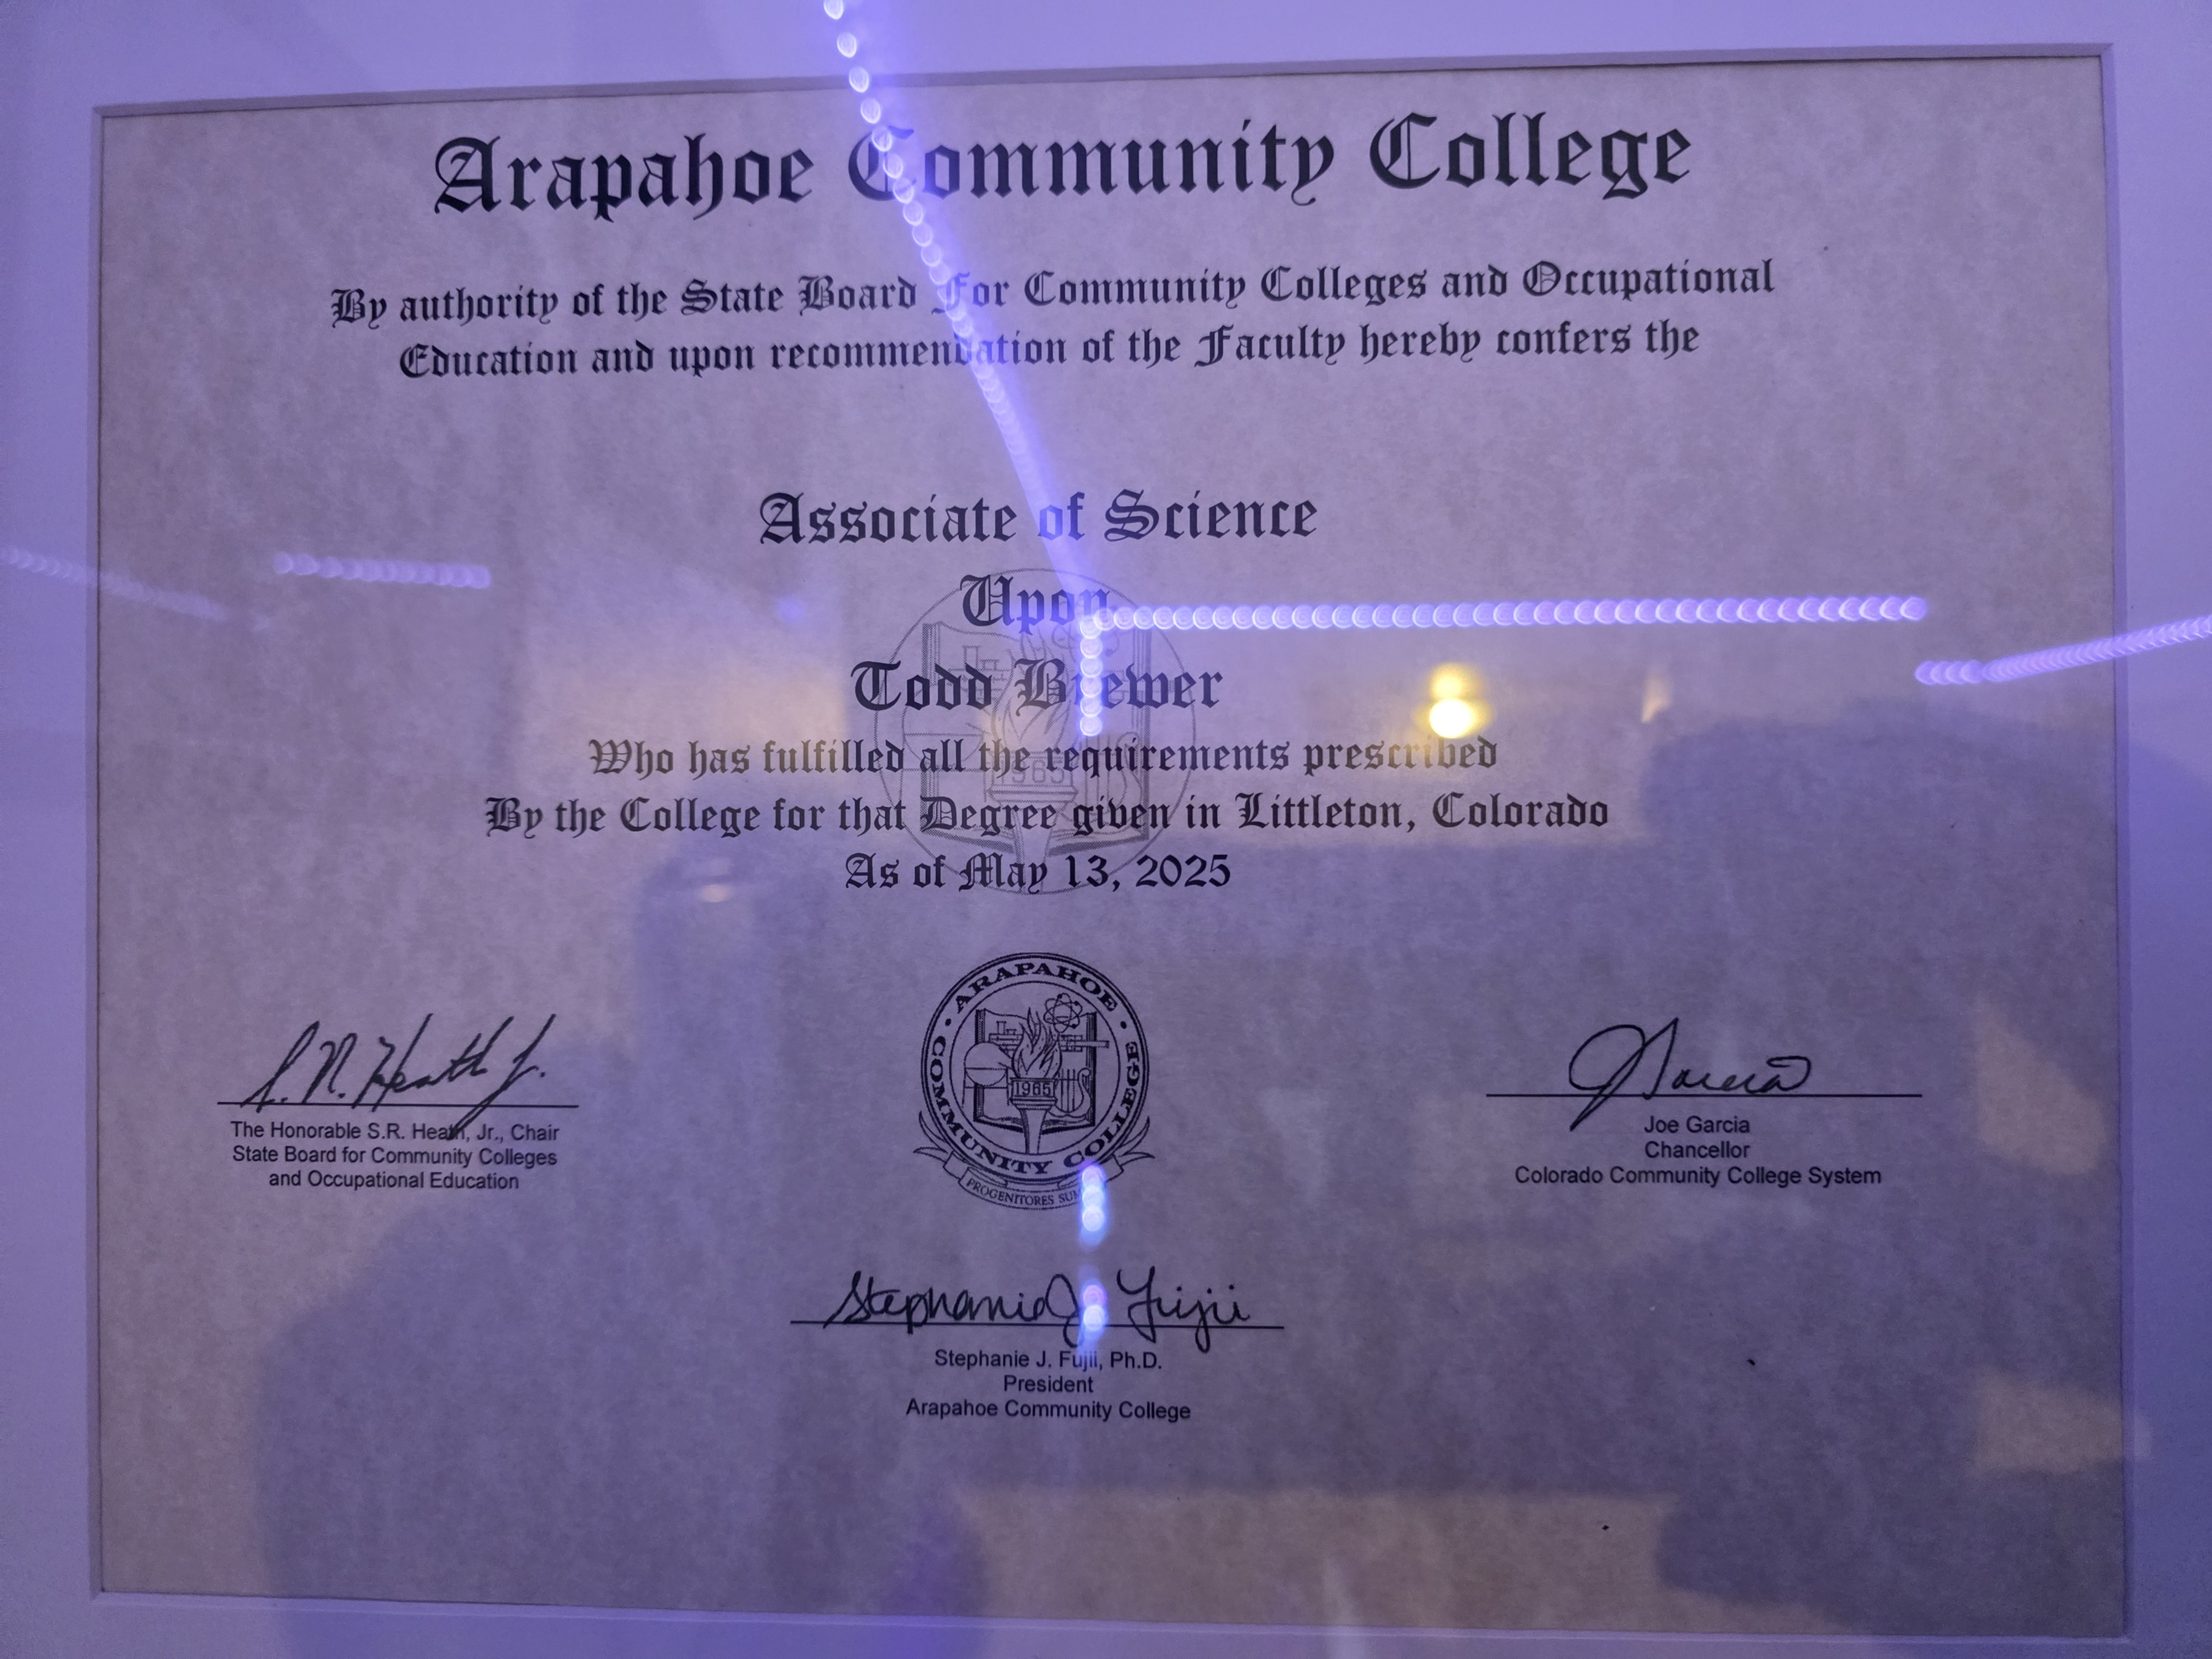 Arapahoe Community College
By authority of the State Board For Community Colleges and Occupational
Education and upon recommendation of the Faculty hereby confers the
Associate of Science
Upon
Todd Brewer
1965
Who has fulfilled all the requirements prescribed
By the College for that Degree given in Littleton, Colorado
As of May 13, 2025
ARAPAHOE COMMUNITY COLLEGE
1965
PROGENITORES
S. R. Heath Jr.
The Honorable S.R. Heath, Jr., Chair
State Board for Community Colleges
and Occupational Education
JGarcia
Joe Garcia
Chancellor
Colorado Community College System
Stephanie J. Fujii
Stephanie J. Fujii, Ph.D.
President
Arapahoe Community College